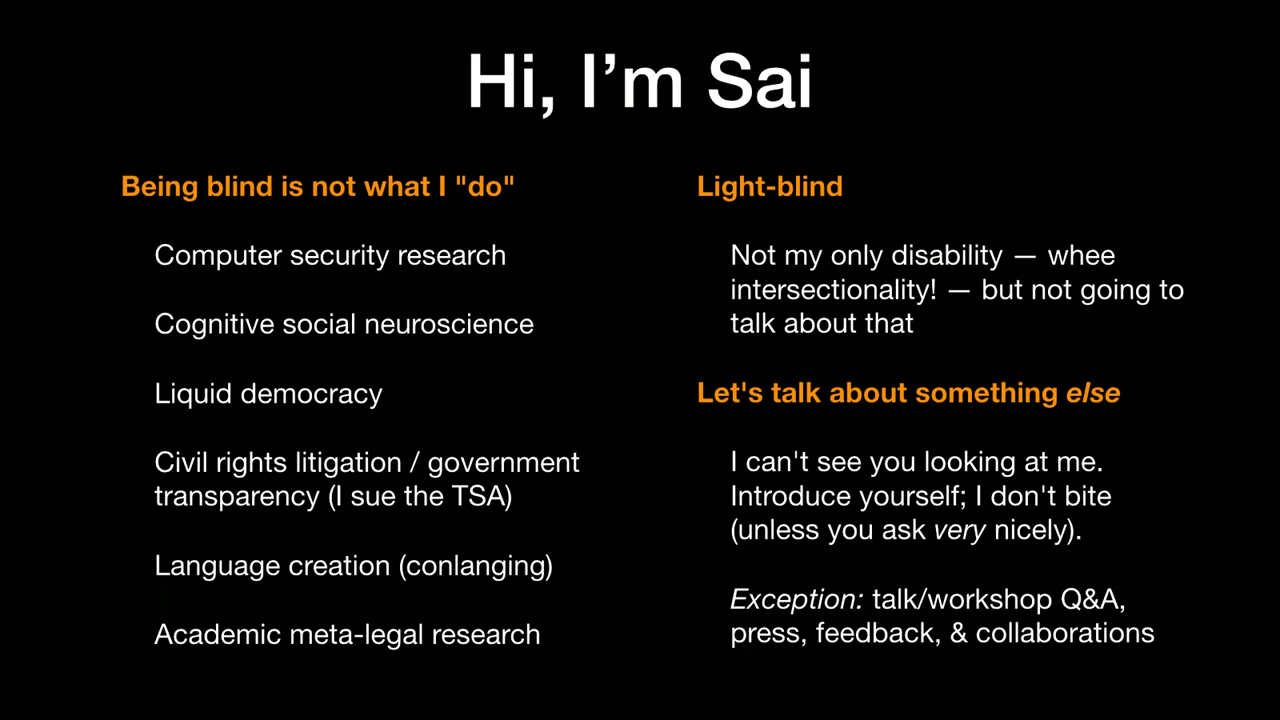 Hi, I’m Sai
Being blind is not what I "do"
Computer security research
Cognitive social neuroscience
Liquid democracy
Civil rights litigation / government
transparency (I sue the TSA)
Language creation (conlanging)
Academic meta-legal research
Light-blind
Not my only disability — whee
intersectionality! — but not going to
talk about that
Let's talk about something else
I can't see you looking at me.
Introduce yourself; I don't bite
(unless you ask very nicely).
Exception: talk/workshop Q&A,
press, feedback, & collaborations